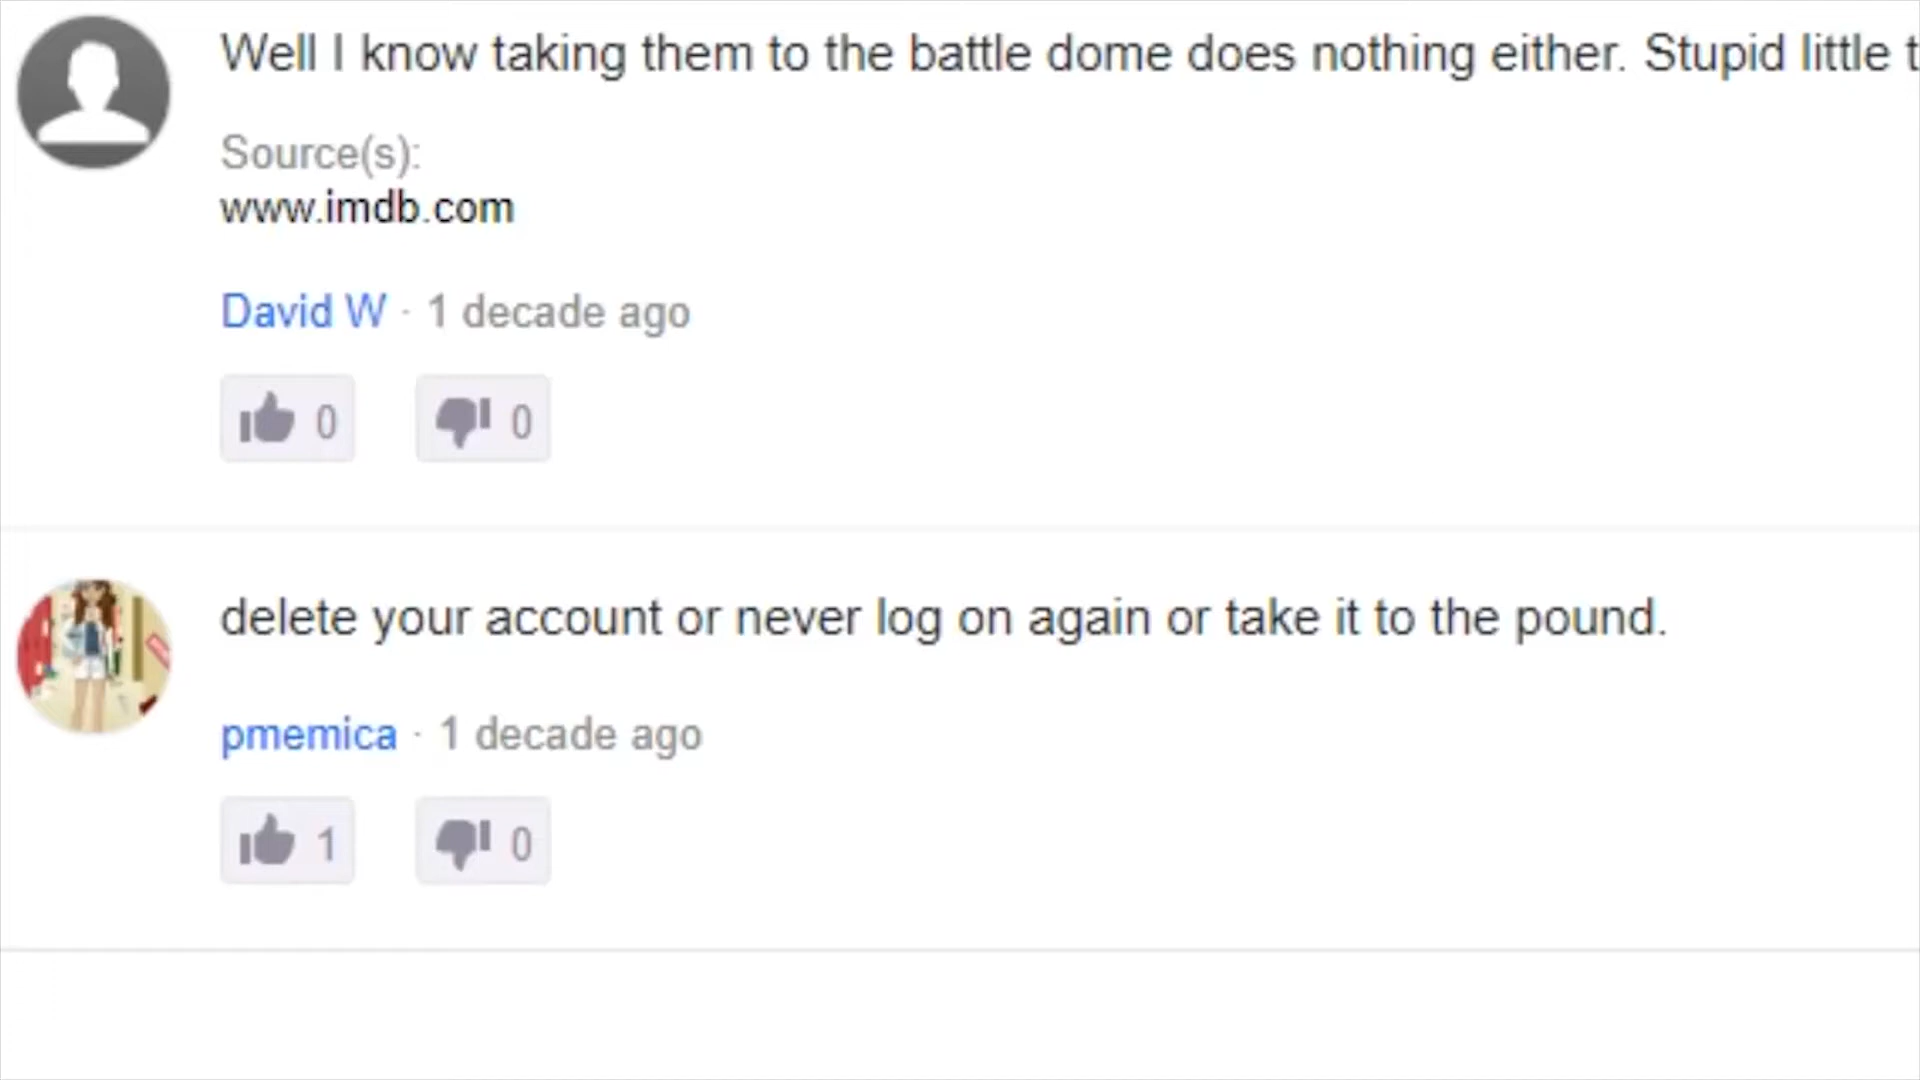 Well I know taking them to the battle dome does nothing either. Stupid little
Source(s):
www.imdb.com
David W · 1 decade ago
0 0
delete your account or never log on again or take it to the pound.
pmemica · 1 decade ago
1 0